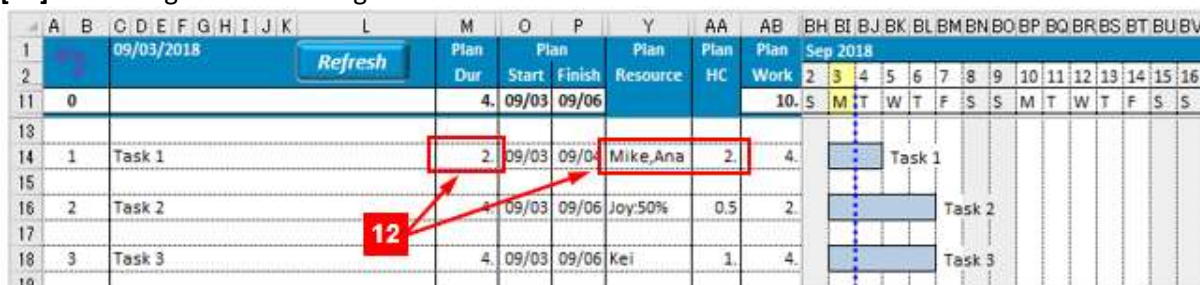 A B C D E F G H I J K L M O P Y AA AB BH BI BJ BK BL BM BN BO BP BQ BR BS BT BU BV
1 09/03/2018 Refresh Plan Plan Plan Plan Plan Sep 2018
2 Dur Start Finish Resource HC Work 2 3 4 5 6 7 8 9 10 11 12 13 14 15 16
11 0 4. 09/03 09/06 10. S M T W T F S S M T W T F S S
13
14 1 Task 1 2. 09/03 09/04 Mike,Ana 2. 4. Task 1
15
16 2 Task 2 4. 09/03 09/06 Joy:50% 0.5 2. Task 2
17
12
18 3 Task 3 4. 09/03 09/06 Kei 1. 4. Task 3